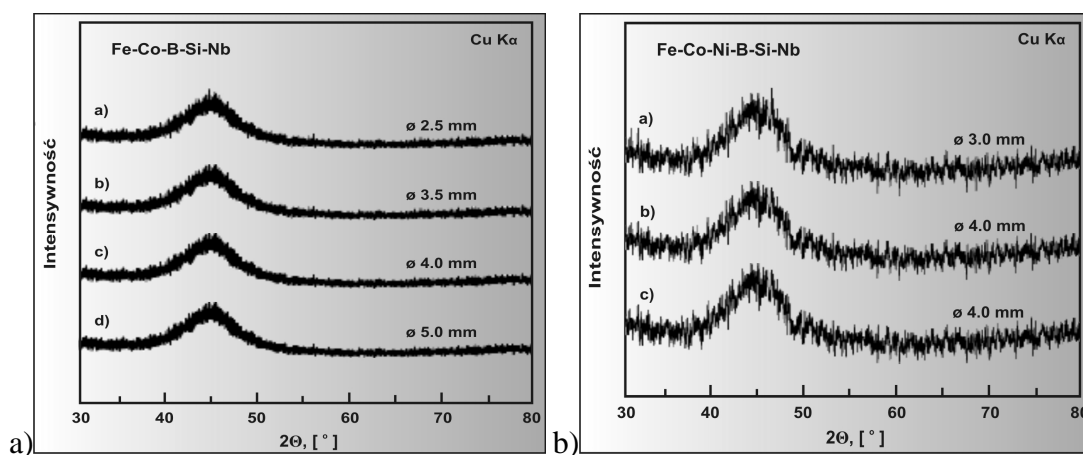 Fe-Co-B-Si-Nb
Cu Kα
a)
ø 2.5 mm
b)
ø 3.5 mm
c)
ø 4.0 mm
d)
ø 5.0 mm
Intensywność
30 40 50 60 70 80
2Θ, [ ° ]
a)
Fe-Co-Ni-B-Si-Nb
Cu Kα
a)
ø 3.0 mm
b)
ø 4.0 mm
c)
ø 4.0 mm
Intensywność
30 40 50 60 70 80
2Θ, [ ° ]
b)